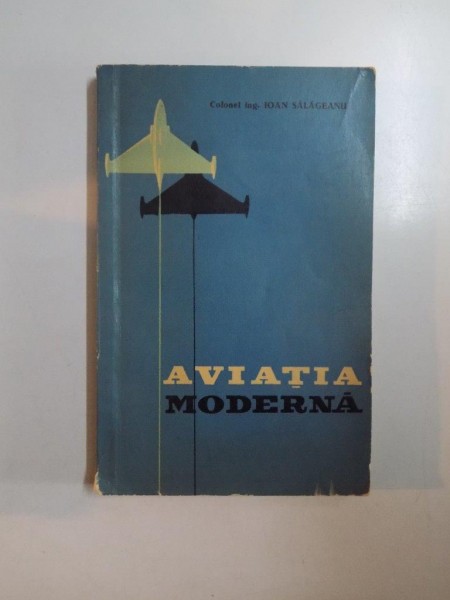 Colonel ing. IOAN SĂLĂGEANU
AVIAȚIA
MODERNĂ